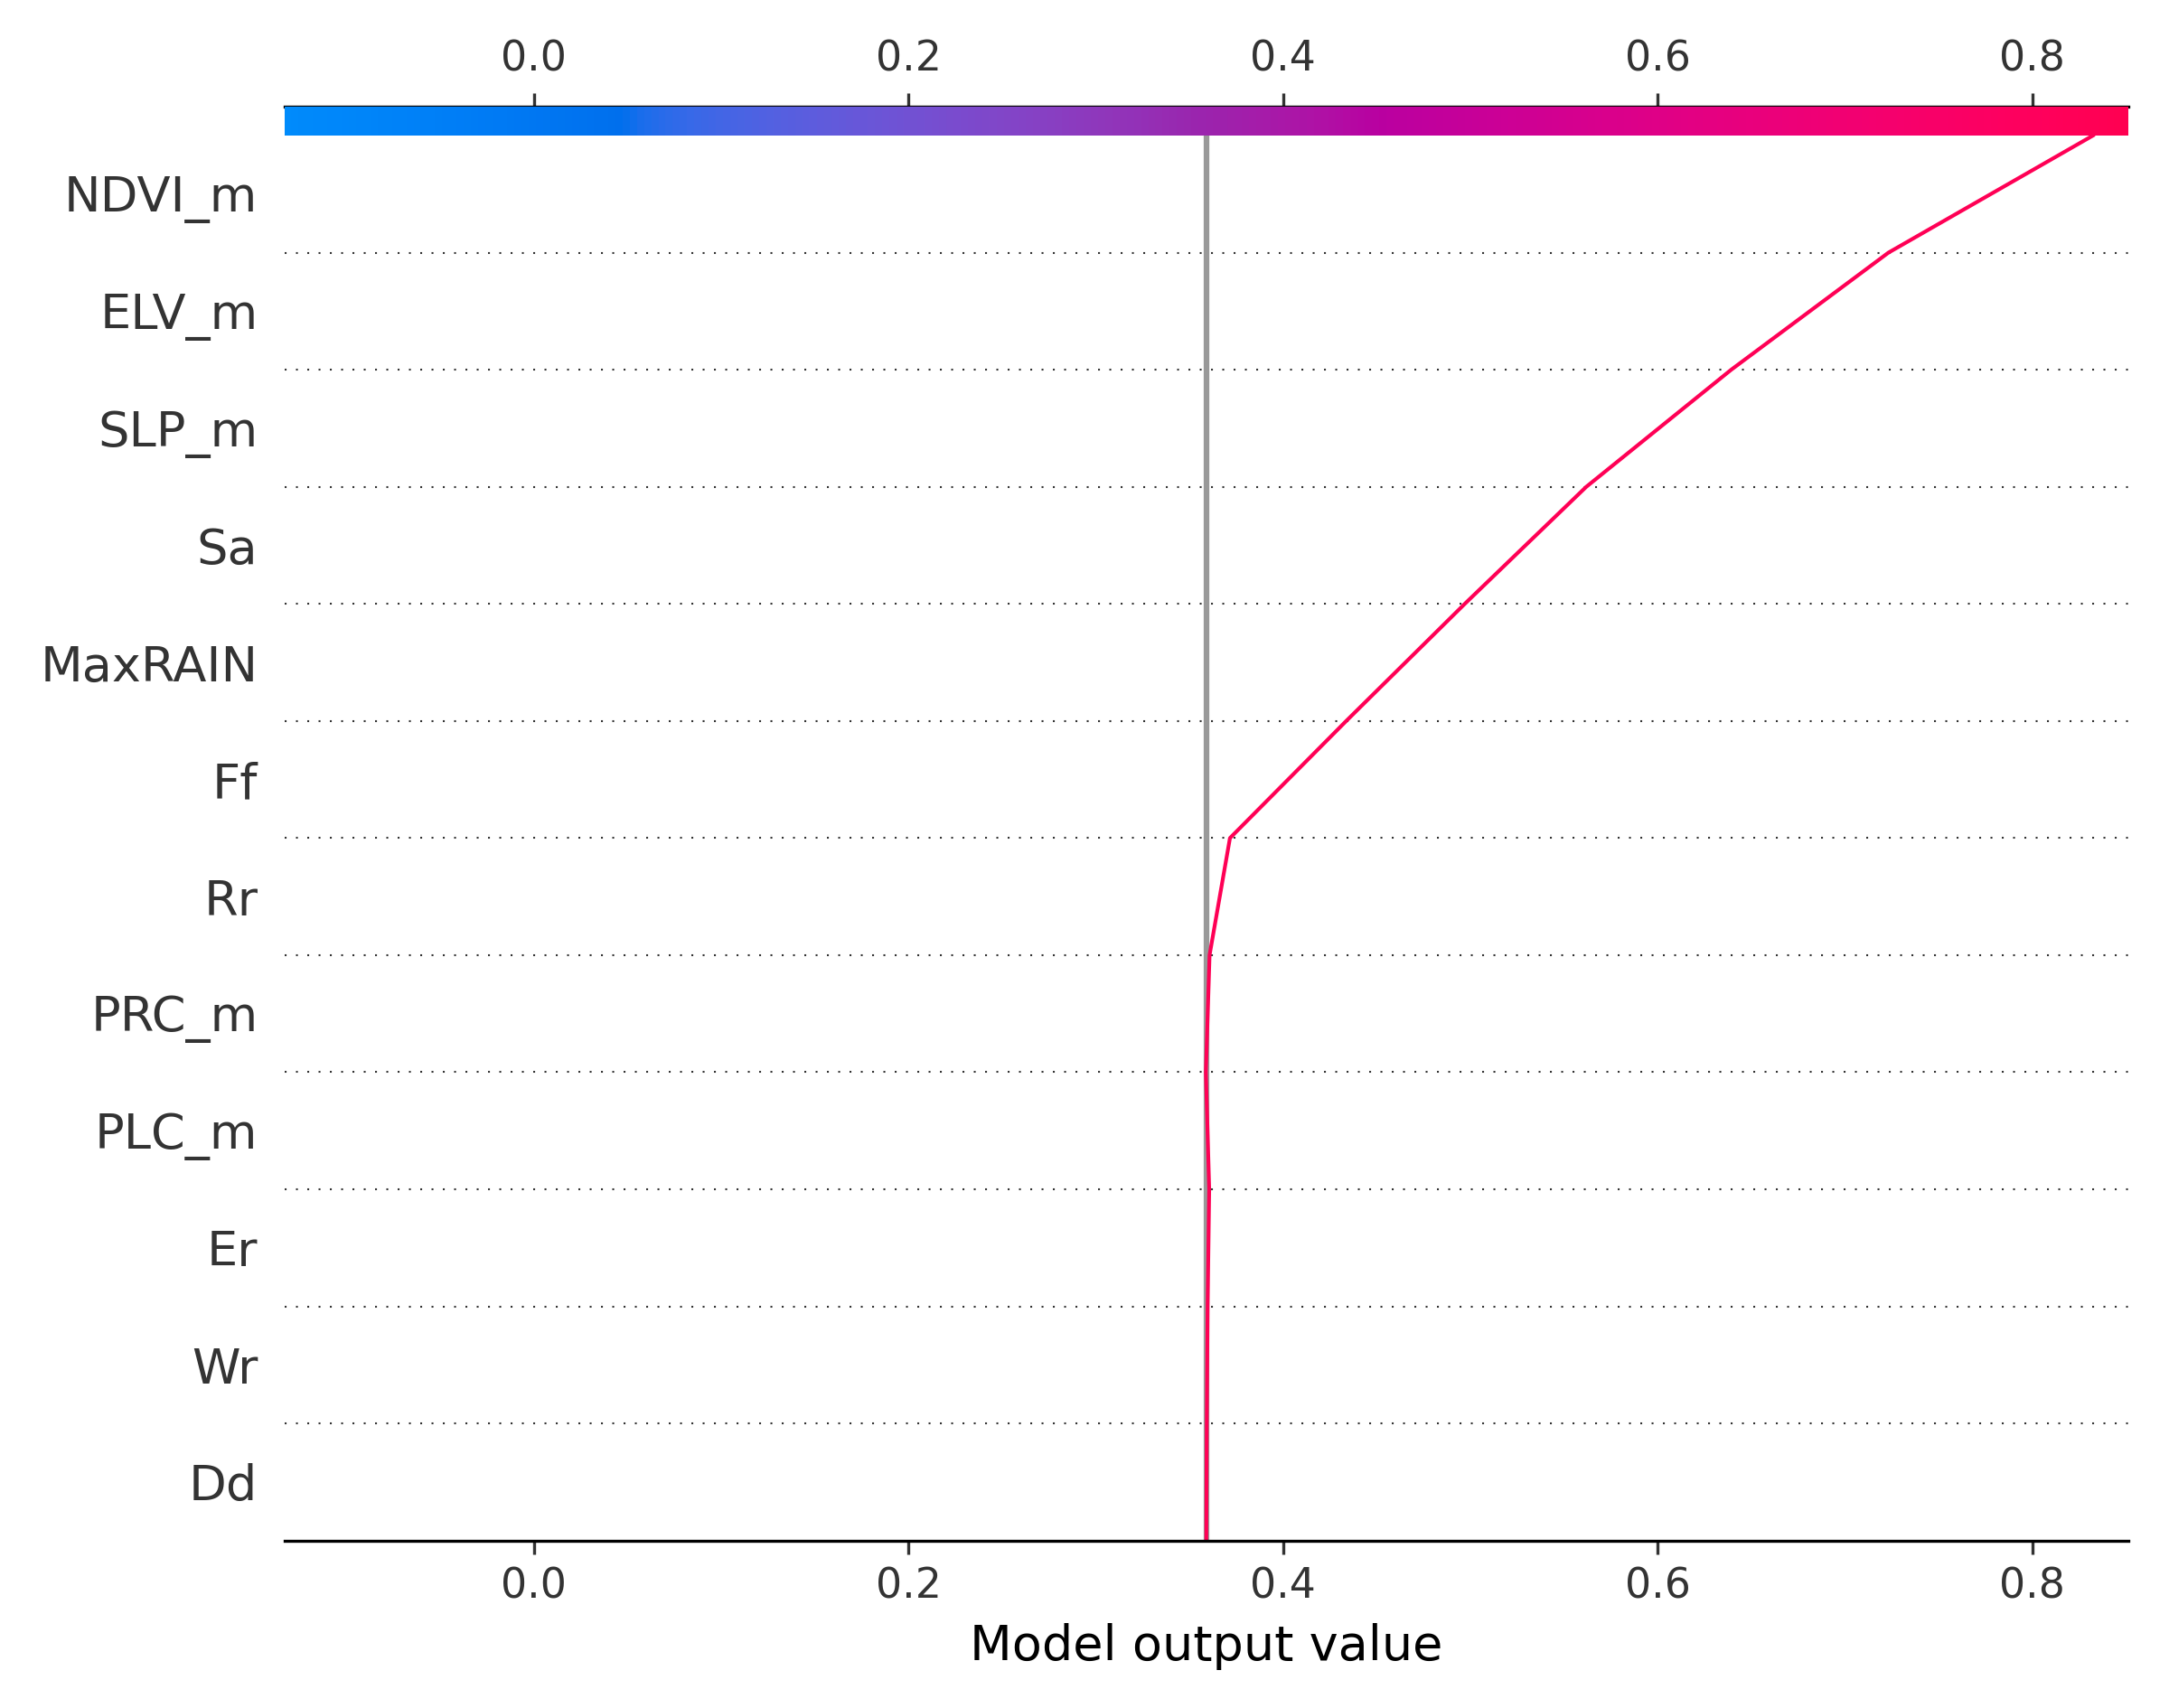 0.0 0.2 0.4 0.6 0.8
NDVI_m
ELV_m
SLP_m
Sa
MaxRAIN
Ff
Rr
PRC_m
PLC_m
Er
Wr
Dd
0.0 0.2 0.4 0.6 0.8
Model output value